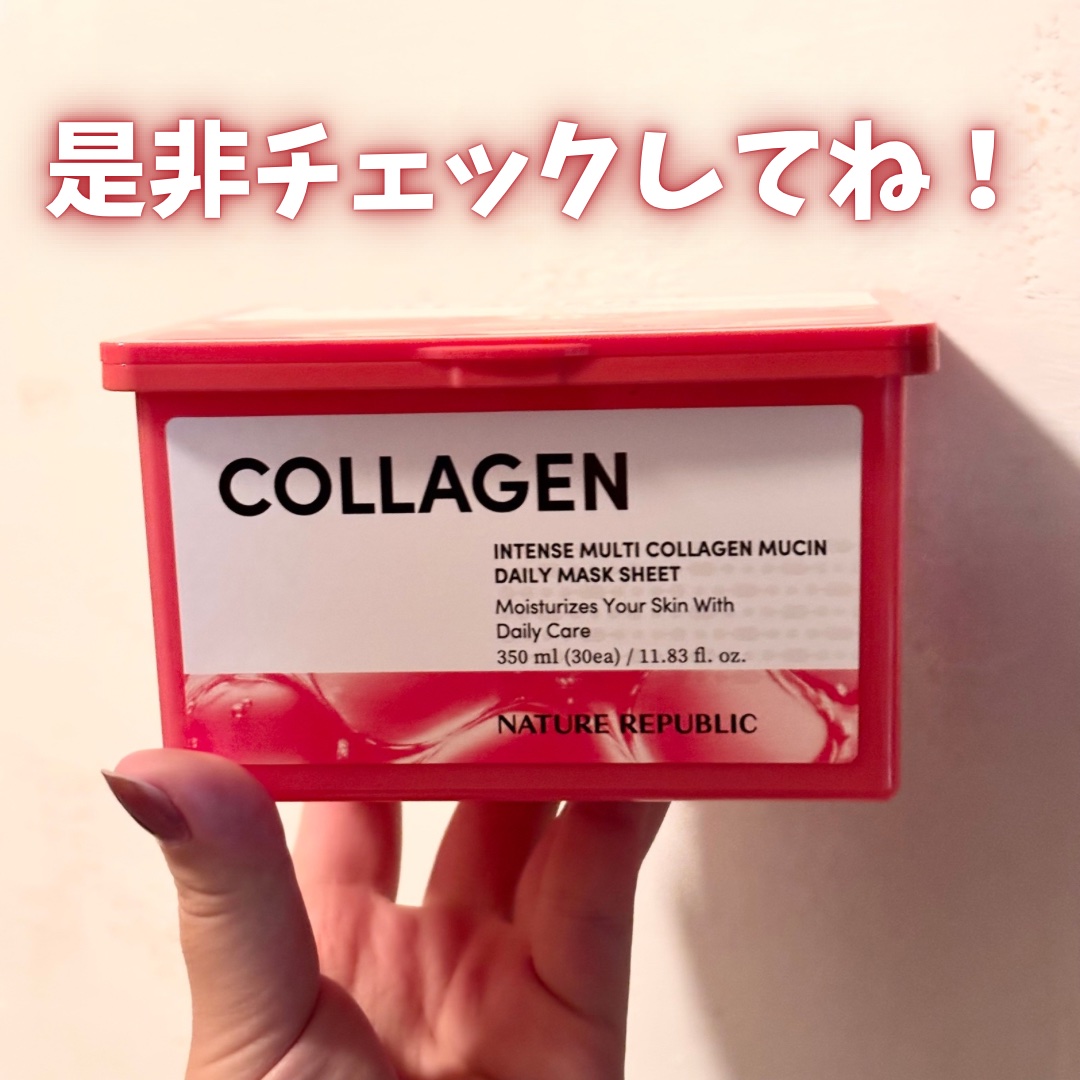 是非チェックしてね！
COLLAGEN
INTENSE MULTI COLLAGEN MUCIN
DAILY MASK SHEET
Moisturizes Your Skin With
Daily Care
350 ml (30ea) / 11.83 fl. oz.
NATURE REPUBLIC